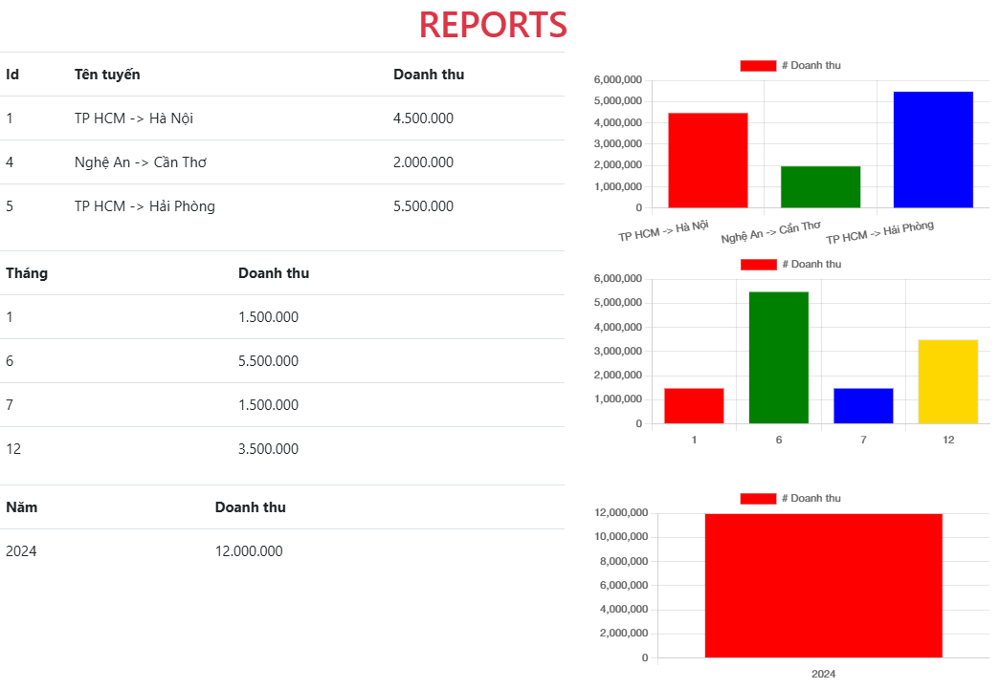 REPORTS
Id Tên tuyến Doanh thu
1 TP HCM -> Hà Nội 4.500.000
4 Nghệ An -> Cần Thơ 2.000.000
5 TP HCM -> Hải Phòng 5.500.000
# Doanh thu
6,000,000
5,000,000
4,000,000
3,000,000
2,000,000
1,000,000
0
TP HCM -> Hà Nội Nghệ An -> Cần Thơ TP HCM -> Hải Phòng
Tháng Doanh thu
1 1.500.000
6 5.500.000
7 1.500.000
12 3.500.000
# Doanh thu
6,000,000
5,000,000
4,000,000
3,000,000
2,000,000
1,000,000
0
1 6 7 12
Năm Doanh thu
2024 12.000.000
# Doanh thu
12,000,000
10,000,000
8,000,000
6,000,000
4,000,000
2,000,000
0
2024